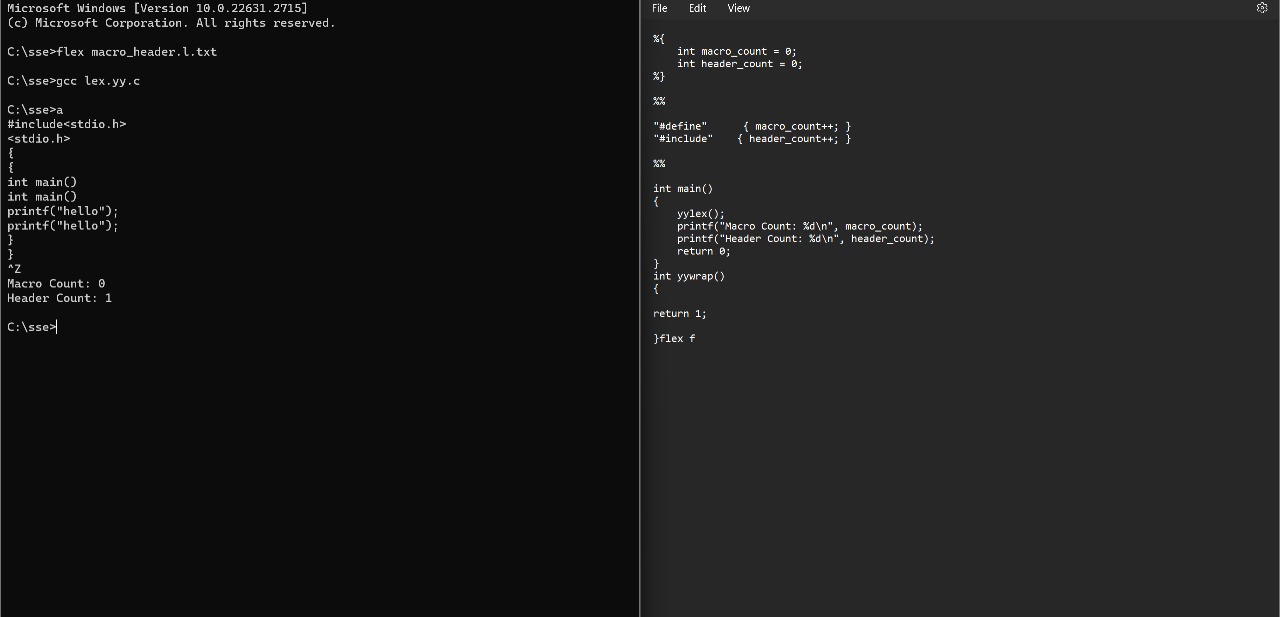 Microsoft Windows [Version 10.0.22631.2715]
(c) Microsoft Corporation. All rights reserved.
C:\sse>flex macro_header.l.txt
C:\sse>gcc lex.yy.c
C:\sse>a
#include<stdio.h>
<stdio.h>
{
{
int main()
int main()
printf("hello");
printf("hello");
}
}
^Z
Macro Count: 0
Header Count: 1
C:\sse>
File Edit View
%{
    int macro_count = 0;
    int header_count = 0;
%}
%%
"#define"      { macro_count++; }
"#include"    { header_count++; }
%%
int main()
{
    yylex();
    printf("Macro Count: %d\n", macro_count);
    printf("Header Count: %d\n", header_count);
    return 0;
}
int yywrap()
{
return 1;
}flex f